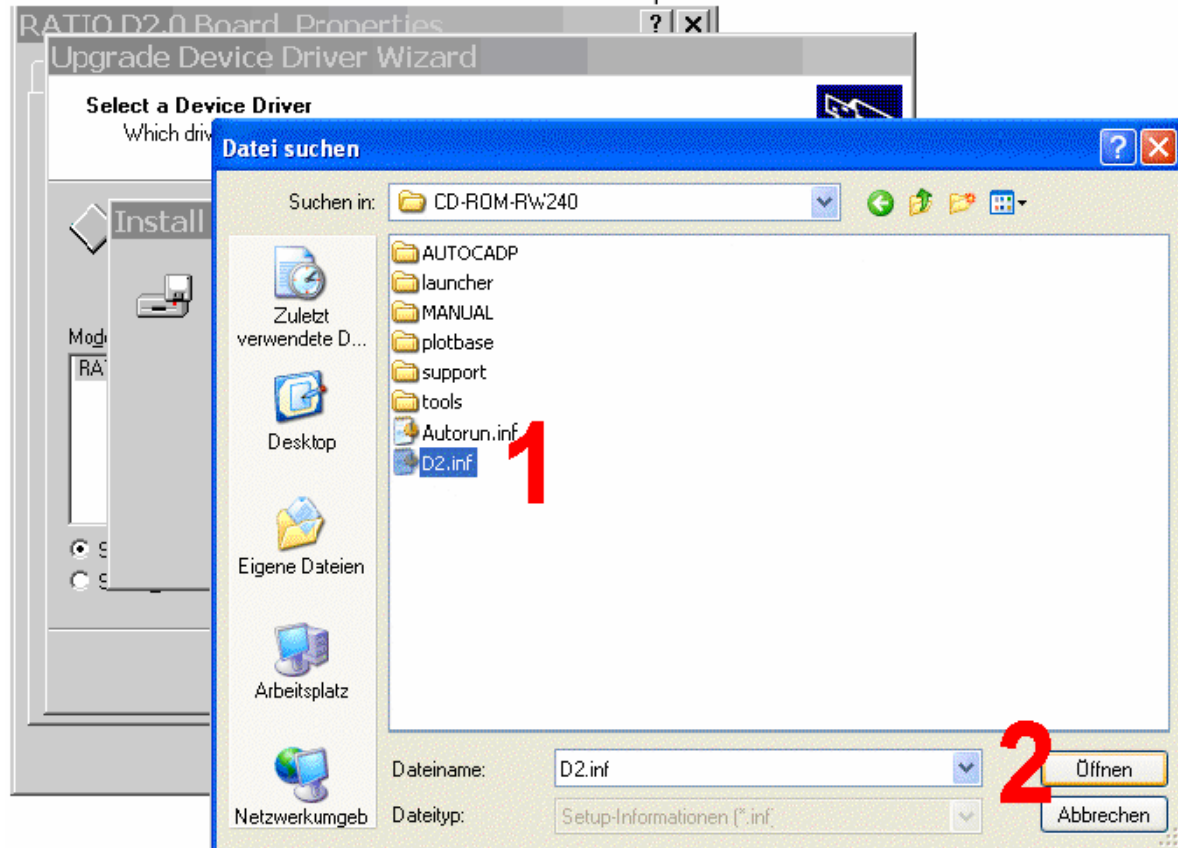 RATIO D2.0 Board Properties
Upgrade Device Driver Wizard
Select a Device Driver
Which driv
Datei suchen
Suchen in: CD-ROM-RW240
Install
Mode
RA
S
S
Zuletzt
verwendete D...
Desktop
Eigene Dateien
Arbeitsplatz
Netzwerkumgeb
AUTOCADP
launcher
MANUAL
plotbase
support
tools
Autorun.inf
D2.inf
1
Dateiname: D2.inf
2
Öffnen
Dateityp: Setup-Informationen (*.inf
Abbrechen